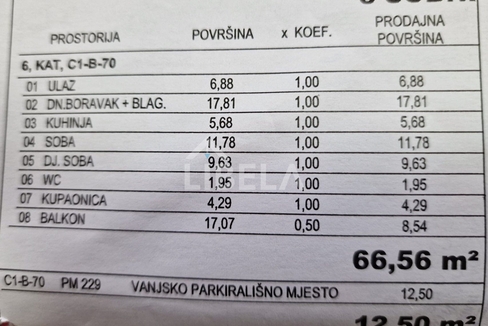 PROSTORIJA POVRŠINA x KOEF. PRODAJNA POVRŠINA
6, KAT, C1-B-70
01 ULAZ 6,88 1,00 6,88
02 DN.BORAVAK + BLAG. 17,81 1,00 17,81
03 KUHINJA 5,68 1,00 5,68
04 SOBA 11,78 1,00 11,78
05 DJ. SOBA 9,63 1,00 9,63
06 WC 1,95 1,00 1,95
07 KUPAONICA 4,29 1,00 4,29
08 BALKON 17,07 0,50 8,54
LIBELA
66,56 m²
C1-B-70 PM 229 VANJSKO PARKIRALIŠNO MJESTO 12,50
12,50 m²